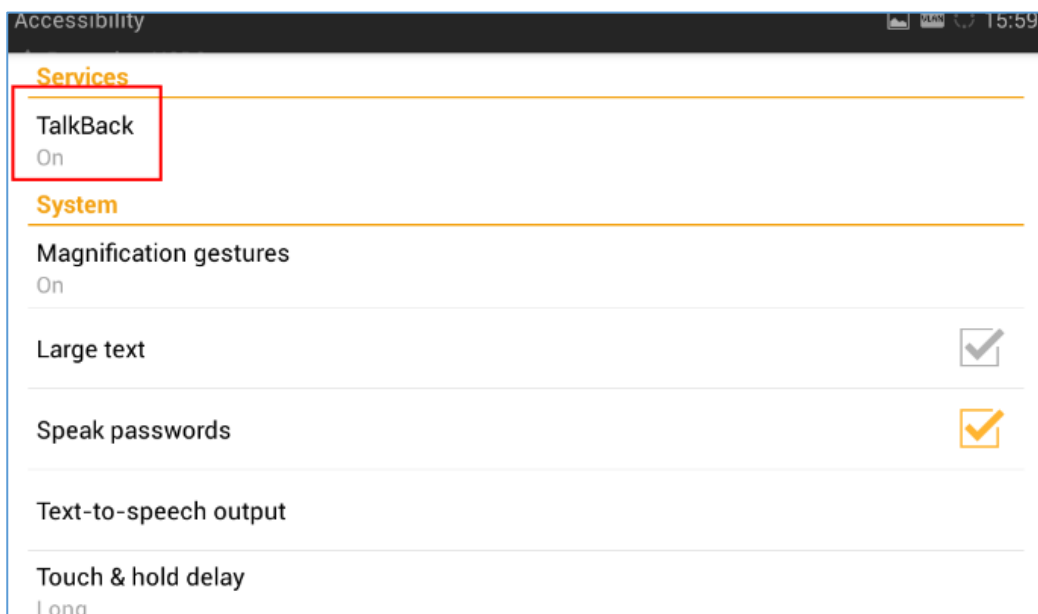 Accessibility
VLAN 15:59
Services
TalkBack
On
System
Magnification gestures
On
Large text
Speak passwords
Text-to-speech output
Touch & hold delay
Long